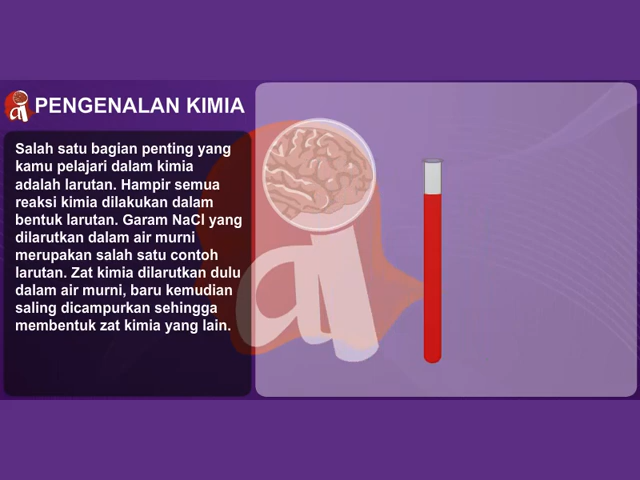 PENGENALAN KIMIA
Salah satu bagian penting yang
kamu pelajari dalam kimia
adalah larutan. Hampir semua
reaksi kimia dilakukan dalam
bentuk larutan. Garam NaCl yang
dilarutkan dalam air murni
merupakan salah satu contoh
larutan. Zat kimia dilarutkan dulu
dalam air murni, baru kemudian
saling dicampurkan sehingga
membentuk zat kimia yang lain.